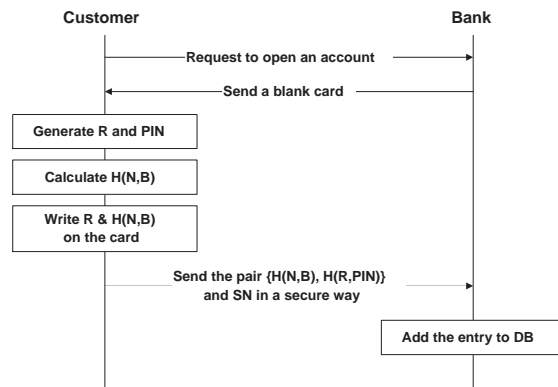 Customer
Bank
Request to open an account
Send a blank card
Generate R and PIN
Calculate H(N,B)
Write R & H(N,B)
on the card
Send the pair {H(N,B), H(R,PIN)}
and SN in a secure way
Add the entry to DB